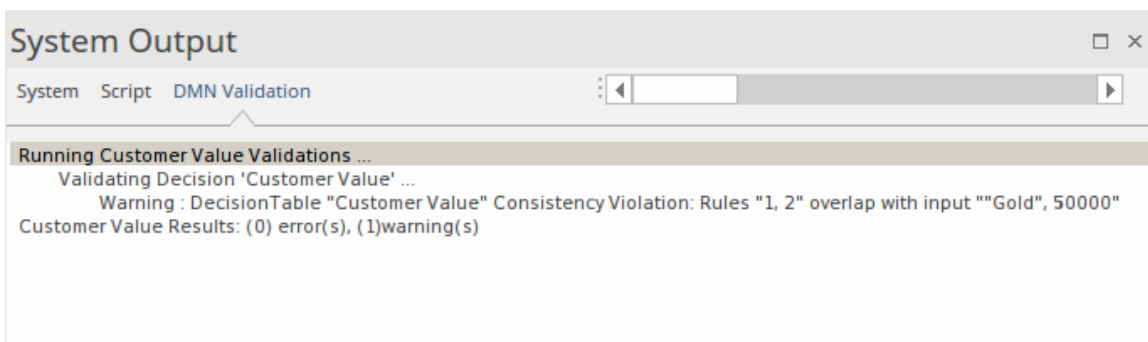 System Output
System Script DMN Validation
Running Customer Value Validations ...
Validating Decision 'Customer Value' ...
Warning : DecisionTable "Customer Value" Consistency Violation: Rules "1, 2" overlap with input ""Gold", 50000"
Customer Value Results: (0) error(s), (1)warning(s)